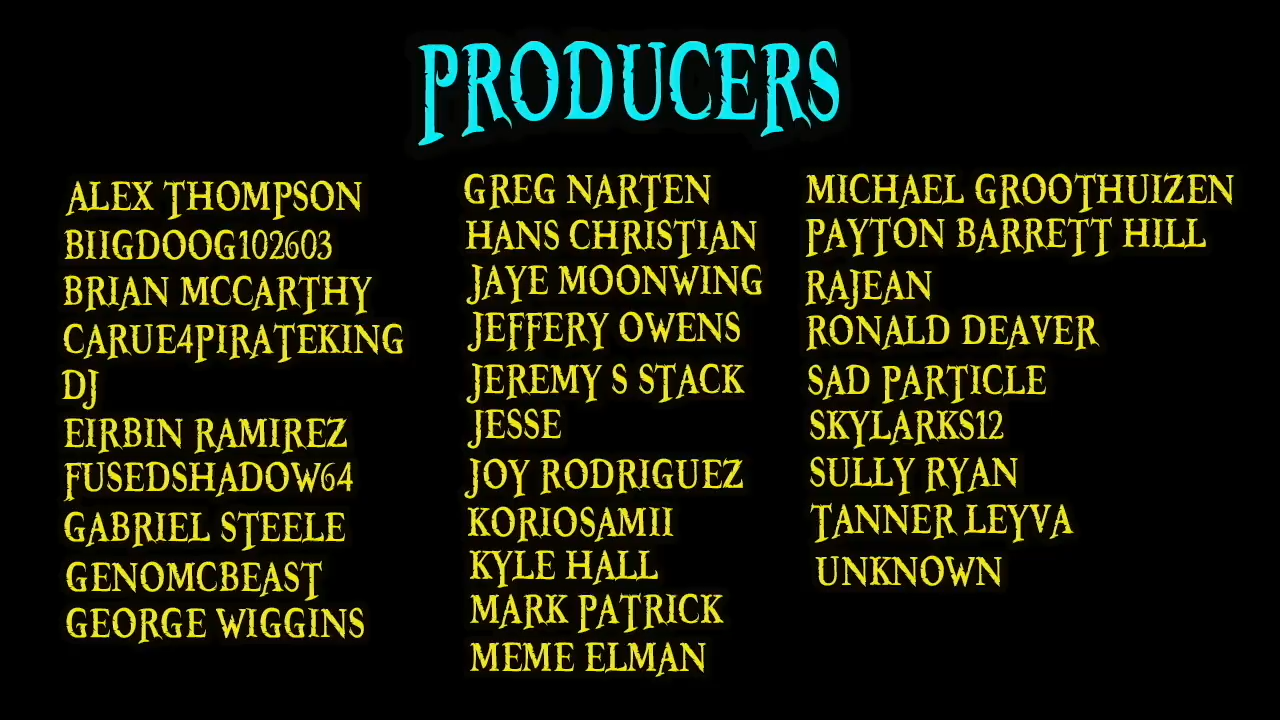 PRODUCERS
ALEX THOMPSON
BIIGDOOG102603
BRIAN MCCARTHY
CARUE4PIRATEKING
DJ
EIRBIN RAMIREZ
FUSEDSHADOW64
GABRIEL STEELE
GENOMCBEAST
GEORGE WIGGINS
GREG NARTEN
HANS CHRISTIAN
JAYE MOONWING
JEFFERY OWENS
JEREMY S STACK
JESSE
JOY RODRIGUEZ
KORIOSAMII
KYLE HALL
MARK PATRICK
MEME ELMAN
MICHAEL GROOTHUIZEN
PAYTON BARRETT HILL
RAJEAN
RONALD DEAVER
SAD PARTICLE
SKYLARKS12
SULLY RYAN
TANNER LEYVA
UNKNOWN